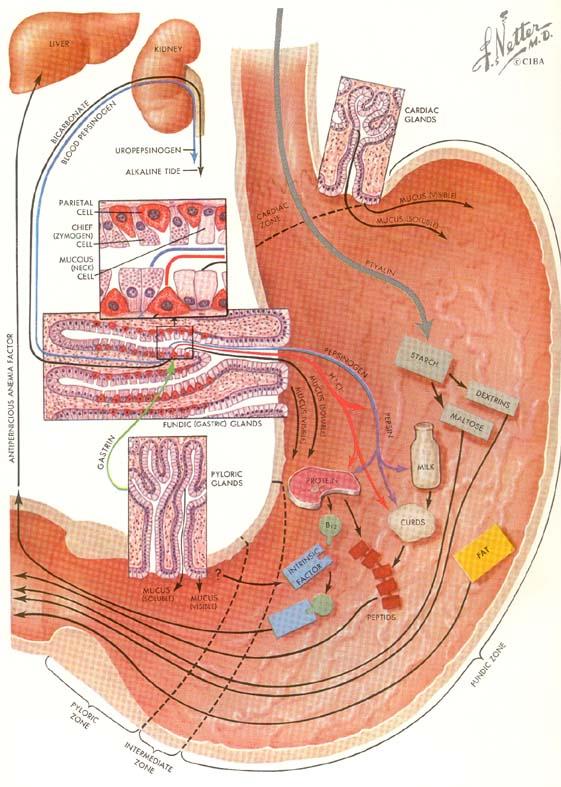 F. Netter
M.D.
© CIBA
LIVER
KIDNEY
BICARBONATE
BLOOD PEPSINOGEN
UROPEPSINOGEN
ALKALINE TIDE
CARDIAC
GLANDS
MUCUS (VISIBLE)
MUCUS (SOLUBLE)
CARDIAC
ZONE
PARIETAL
CELL
CHIEF
(ZYMOGEN)
CELL
MUCOUS
(NECK)
CELL
PTYALIN
STARCH
DEXTRINS
MALTOSE
ANTIPERNICIOUS ANEMIA FACTOR
FUNDIC (GASTRIC) GLANDS
GASTRIN
PEPSINOGEN
H Cl
PEPSIN
MUCUS (SOLUBLE)
MUCUS (VISIBLE)
PYLORIC
GLANDS
PROTEIN
MILK
CURDS
B12
INTRINSIC
FACTOR
?
FAT
PEPTIDS
MUCUS
(SOLUBLE)
MUCUS
(VISIBLE)
PYLORIC
ZONE
INTERMEDIATE
ZONE
FUNDIC ZONE